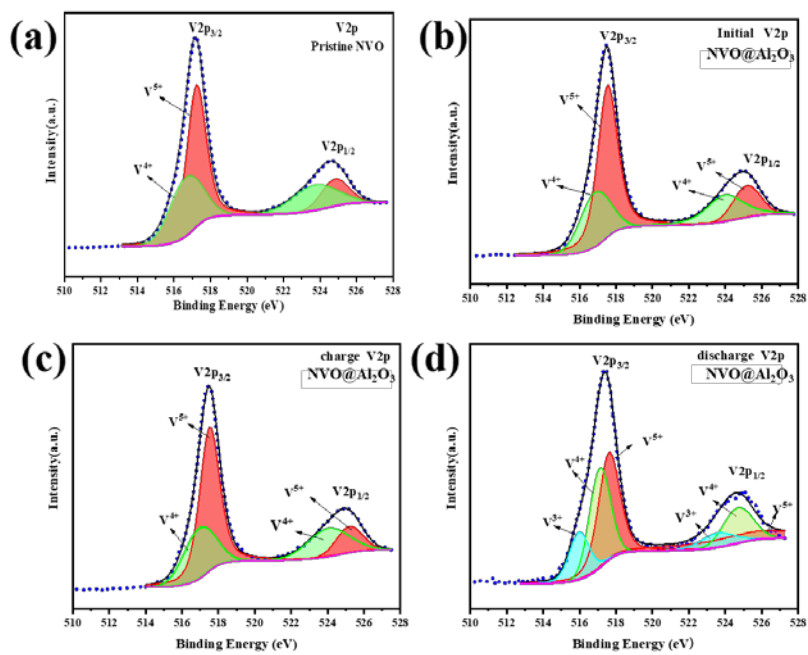 (a)
V2p3/2
V2p
Pristine NVO
V5+
V4+
V2p1/2
Intensity(a.u.)
510 512 514 516 518 520 522 524 526 528
Binding Energy (eV)
(b)
V2p3/2
Initial V2p
NVO@Al2O3
V5+
V4+
V5+
V2p1/2
V4+
Intensity(a.u.)
510 512 514 516 518 520 522 524 526 528
Binding Energy (eV)
(c)
V2p3/2
charge V2p
NVO@Al2O3
V5+
V4+
V5+
V2p1/2
V4+
Intensity(a.u.)
510 512 514 516 518 520 522 524 526 528
Binding Energy (eV)
(d)
V2p3/2
discharge V2p
NVO@Al2O3
V5+
V4+
V3+
V2p1/2
V4+
V3+
V5+
Intensity(a.u.)
510 512 514 516 518 520 522 524 526 528
Binding Energy (eV)